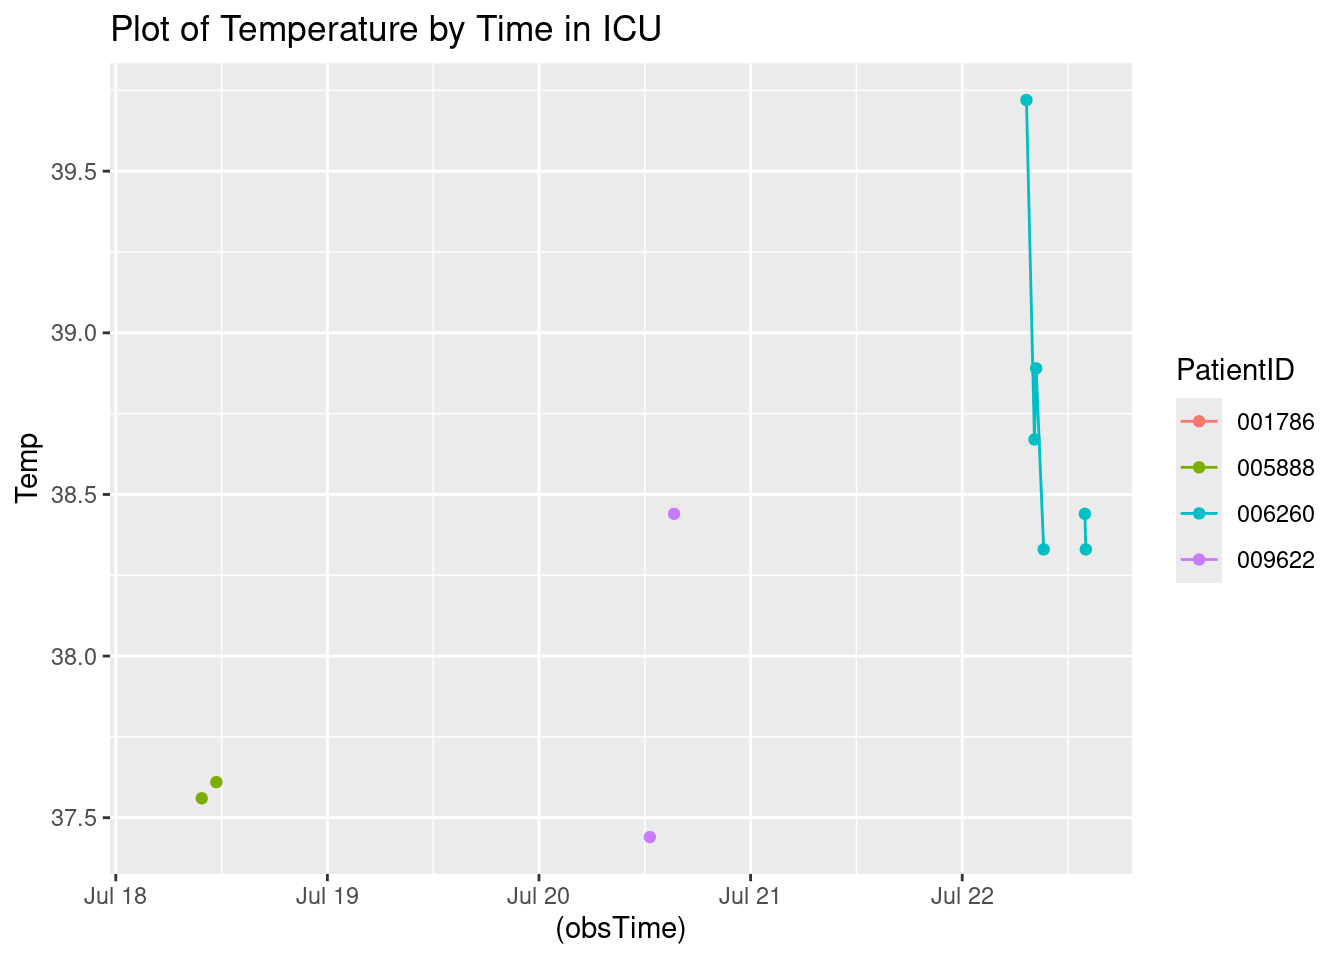 Plot of Temperature by Time in ICU
39.5
39.0
38.5
38.0
37.5
Temp
Jul 18 Jul 19 Jul 20 Jul 21 Jul 22
(obsTime)
PatientID
001786
005888
006260
009622